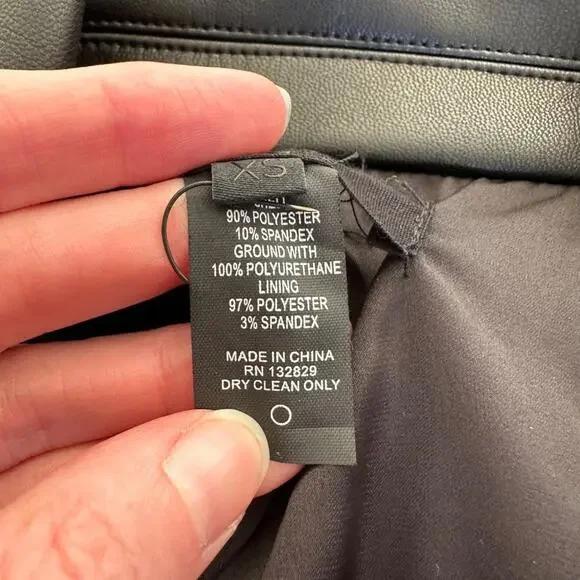 XS
90% POLYESTER
10% SPANDEX
GROUND WITH
100% POLYURETHANE
LINING
97% POLYESTER
3% SPANDEX
MADE IN CHINA
RN 132829
DRY CLEAN ONLY